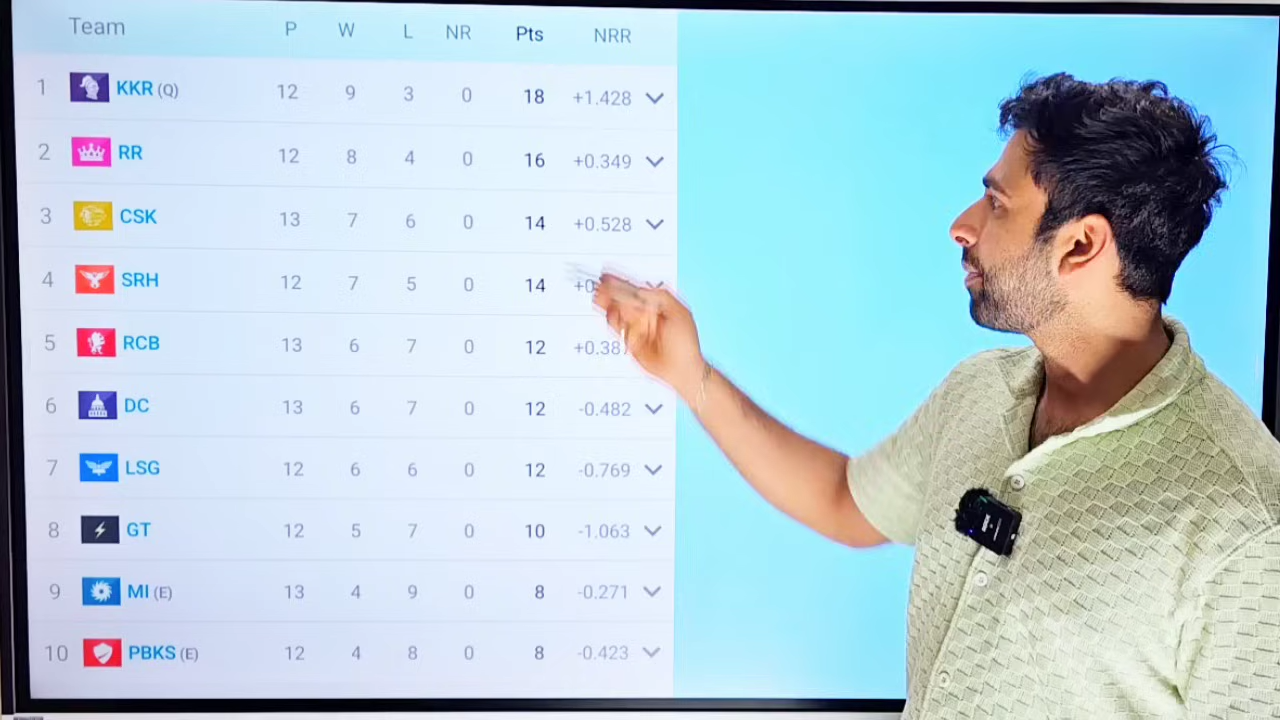 Team P W L NR Pts NRR
1 KKR (Q) 12 9 3 0 18 +1.428
2 RR 12 8 4 0 16 +0.349
3 CSK 13 7 6 0 14 +0.528
4 SRH 12 7 5 0 14
5 RCB 13 6 7 0 12 +0.387
6 DC 13 6 7 0 12 -0.482
7 LSG 12 6 6 0 12 -0.769
8 GT 12 5 7 0 10 -1.063
9 MI (E) 13 4 9 0 8 -0.271
10 PBKS (E) 12 4 8 0 8 -0.423